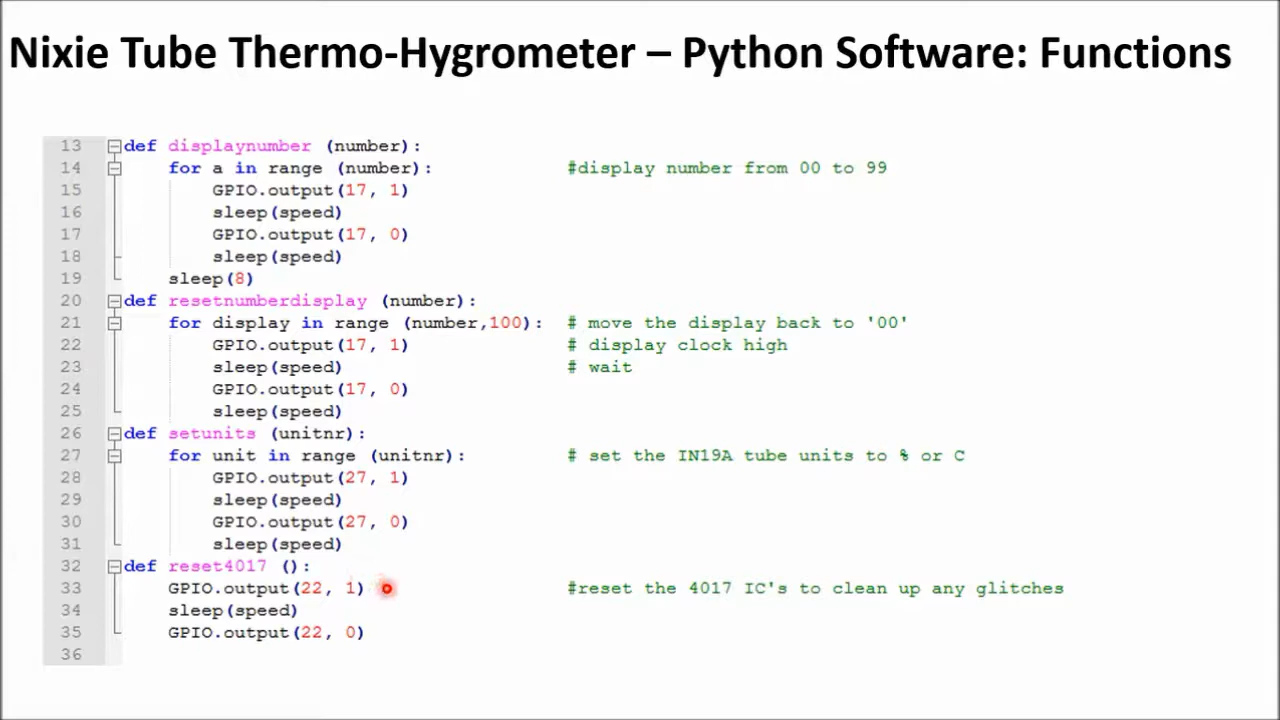 Nixie Tube Thermo-Hygrometer – Python Software: Functions
13 def displaynumber (number):
14 for a in range (number): #display number from 00 to 99
15 GPIO.output(17, 1)
16 sleep(speed)
17 GPIO.output(17, 0)
18 sleep(speed)
19 sleep(8)
20 def resetnumberdisplay (number):
21 for display in range (number,100): # move the display back to '00'
22 GPIO.output(17, 1) # display clock high
23 sleep(speed) # wait
24 GPIO.output(17, 0)
25 sleep(speed)
26 def setunits (unitnr):
27 for unit in range (unitnr): # set the IN19A tube units to % or C
28 GPIO.output(27, 1)
29 sleep(speed)
30 GPIO.output(27, 0)
31 sleep(speed)
32 def reset4017 ():
33 GPIO.output(22, 1) #reset the 4017 IC's to clean up any glitches
34 sleep(speed)
35 GPIO.output(22, 0)
36